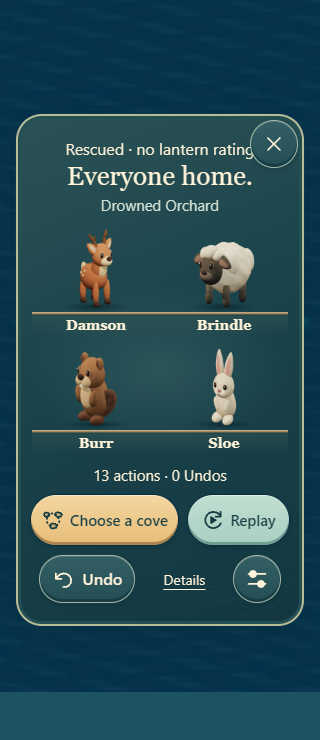 Rescued · no lantern rating
Everyone home.
Drowned Orchard
Damson
Brindle
Burr
Sloe
13 actions · 0 Undos
Choose a cove
Replay
Undo
Details